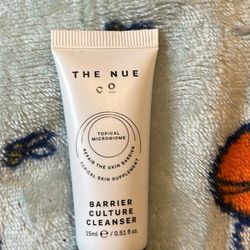 THE NUE
CO
TOPICAL
MICROBIOME
REPAIR THE SKIN BARRIER
TOPICAL SKIN SUPPLEMENT
BARRIER
CULTURE
CLEANSER
15ml ℮ / 0.51 fl.oz.